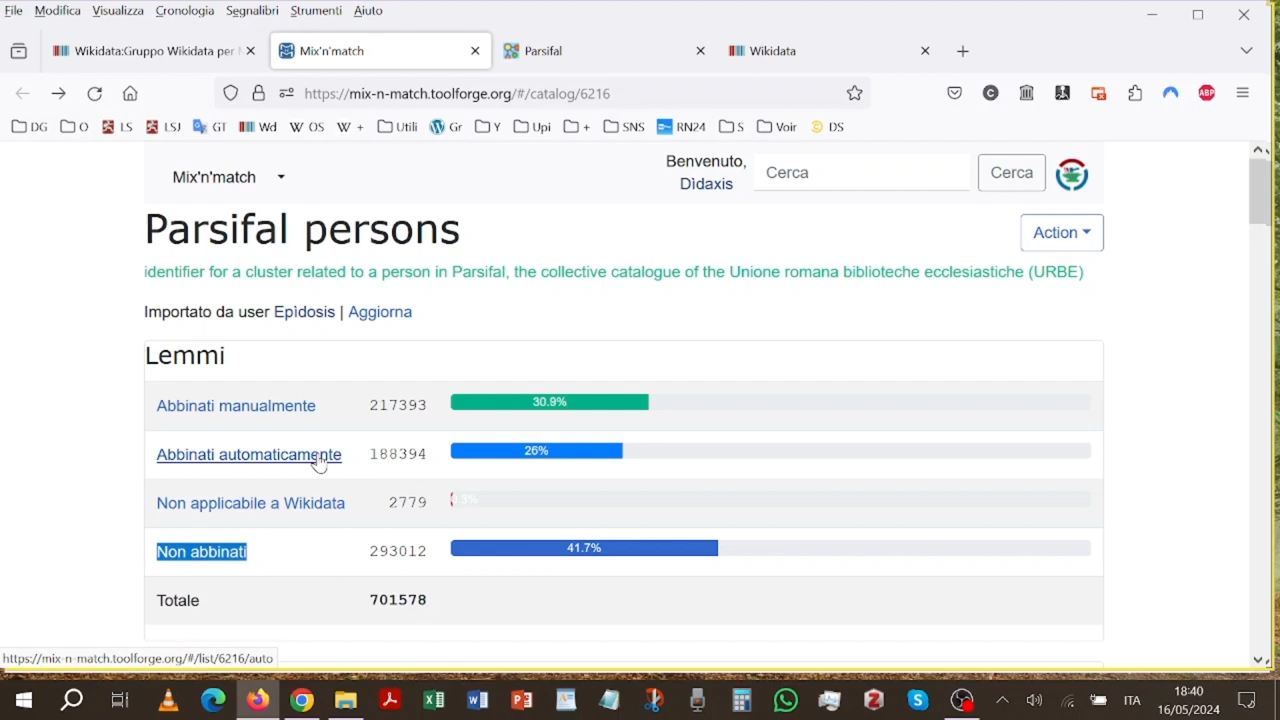 File Modifica Visualizza Cronologia Segnalibri Strumenti Aiuto
Wikidata:Gruppo Wikidata per
Mix'n'match
Parsifal
Wikidata
https://mix-n-match.toolforge.org/#/catalog/6216
DG O LS LSJ GT Wd OS + Utili Gr Y Upi + SNS RN24 S Voir DS
Mix'n'match
Benvenuto,
Dìdaxis
Cerca
Cerca
Parsifal persons
Action
identifier for a cluster related to a person in Parsifal, the collective catalogue of the Unione romana biblioteche ecclesiastiche (URBE)
Importato da user Epìdosis | Aggiorna
Lemmi
Abbinati manualmente 217393 30.9%
Abbinati automaticamente 188394 26%
Non applicabile a Wikidata 2779
Non abbinati 293012 41.7%
Totale 701578
https://mix-n-match.toolforge.org/#/list/6216/auto
ITA
18:40
16/05/2024